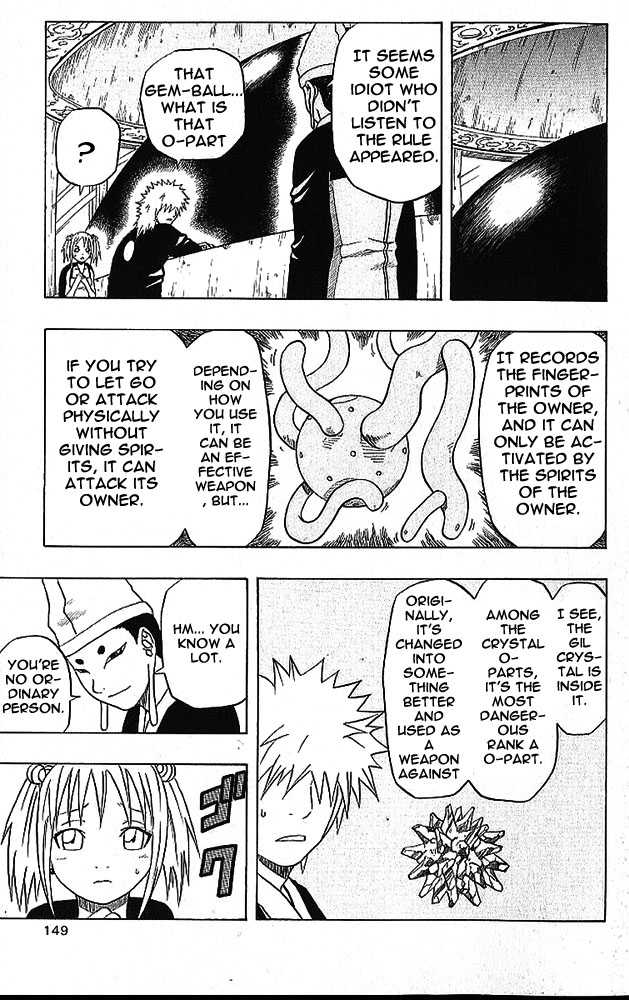 IT SEEMS
SOME
IDIOT WHO
DIDN'T
LISTEN TO
THE RULE
APPEARED.
THAT
GEM-BALL...
WHAT IS
THAT
O-PART
?
IT RECORDS
THE FINGER-
PRINTS OF
THE OWNER,
AND IT CAN
ONLY BE AC-
TIVATED BY
THE SPIRITS
OF THE
OWNER.
DEPEND-
ING ON
HOW
YOU USE
IT, IT
CAN BE
AN EF-
FECTIVE
WEAPON
, BUT...
IF YOU TRY
TO LET GO
OR ATTACK
PHYSICALLY
WITHOUT
GIVING SPIR-
ITS, IT CAN
ATTACK ITS
OWNER.
I SEE,
THE
GIL
CRYS-
TAL IS
INSIDE
IT.
AMONG
THE
CRYSTAL
O-
PARTS,
IT'S THE
MOST
DANGER-
OUS
RANK A
O-PART.
ORIGI-
NALLY,
IT'S
CHANGED
INTO
SOME-
THING
BETTER
AND
USED AS
A
WEAPON
AGAINST
HM... YOU
KNOW A
LOT.
YOU'RE
NO OR-
DINARY
PERSON.
ゴク
149